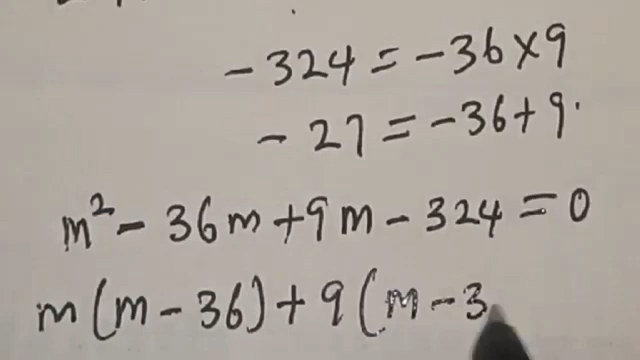 -324 = -36 × 9
-27 = -36 + 9.
m² - 36m + 9m - 324 = 0
m(m - 36) + 9(m - 3